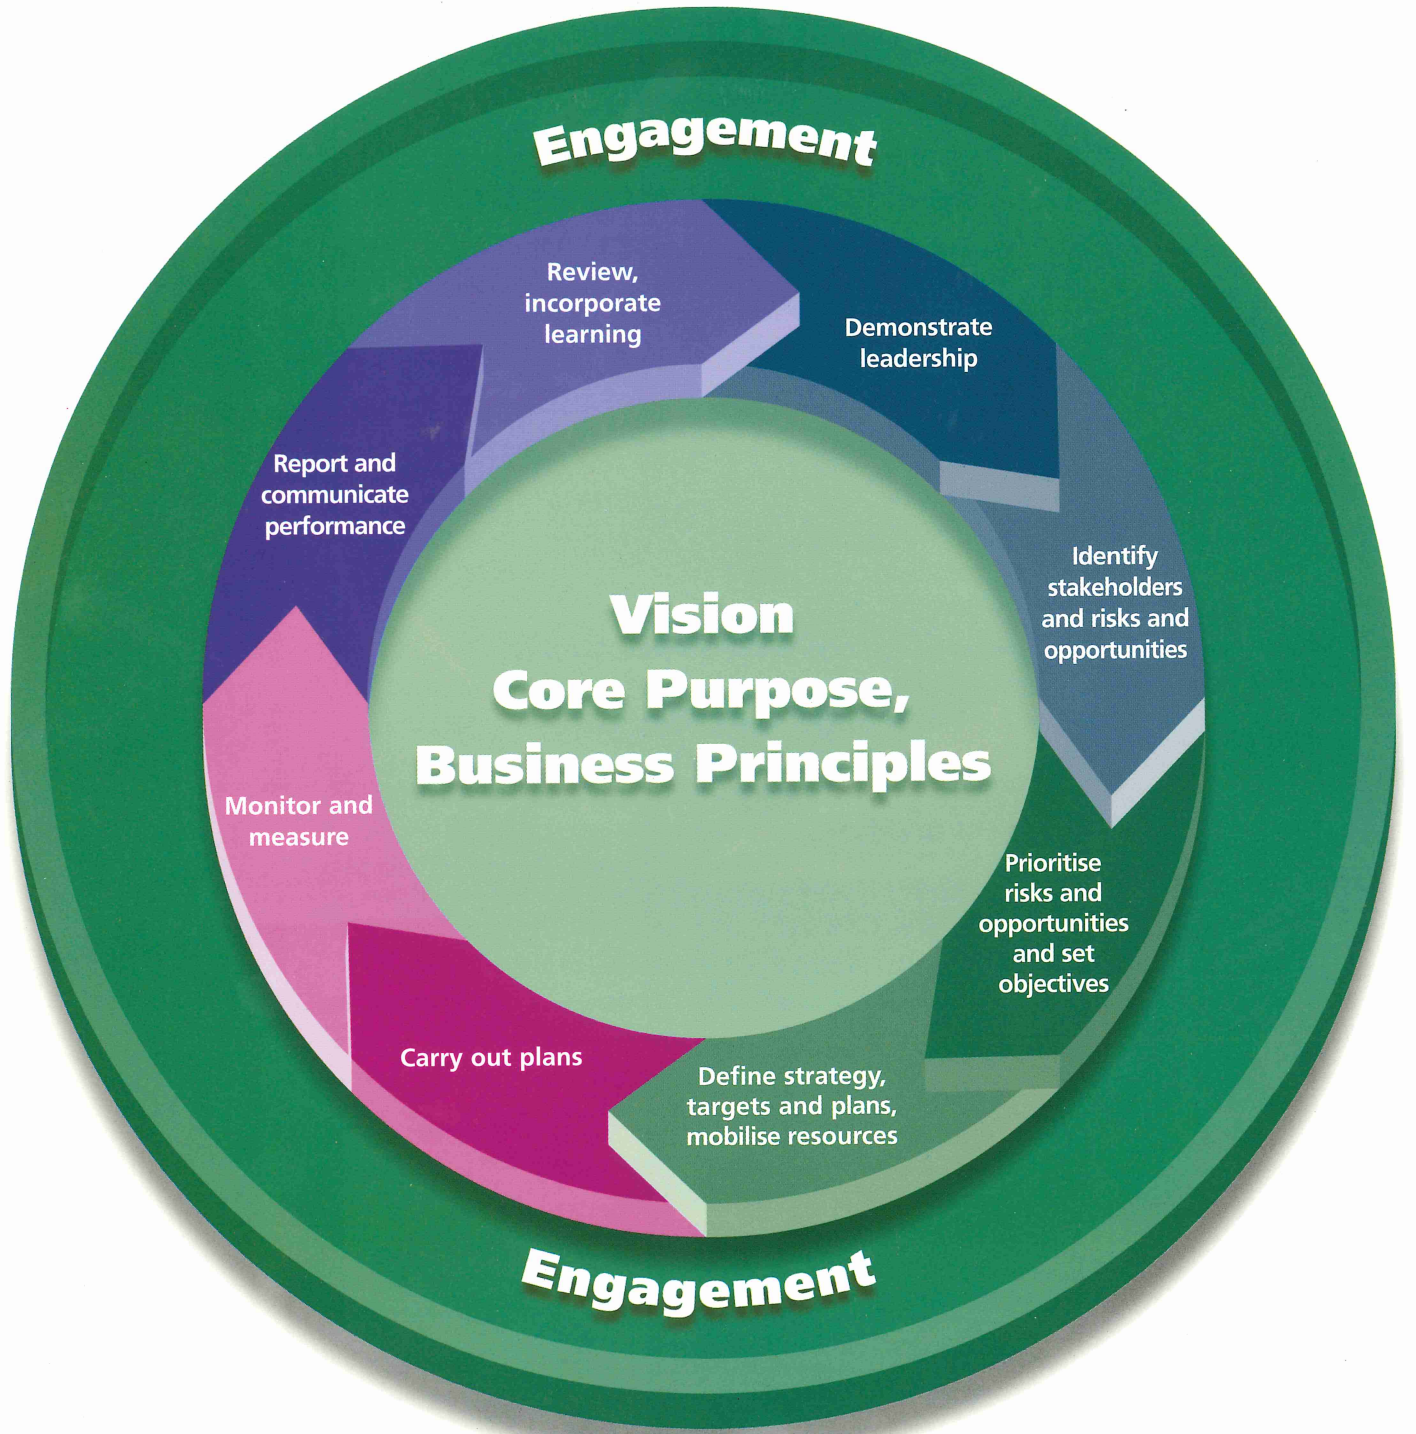 Engagement
Review,
incorporate
learning
Demonstrate
leadership
Identify
stakeholders
and risks and
opportunities
Prioritise
risks and
opportunities
and set
objectives
Define strategy,
targets and plans,
mobilise resources
Carry out plans
Monitor and
measure
Report and
communicate
performance
Vision
Core Purpose,
Business Principles
Engagement